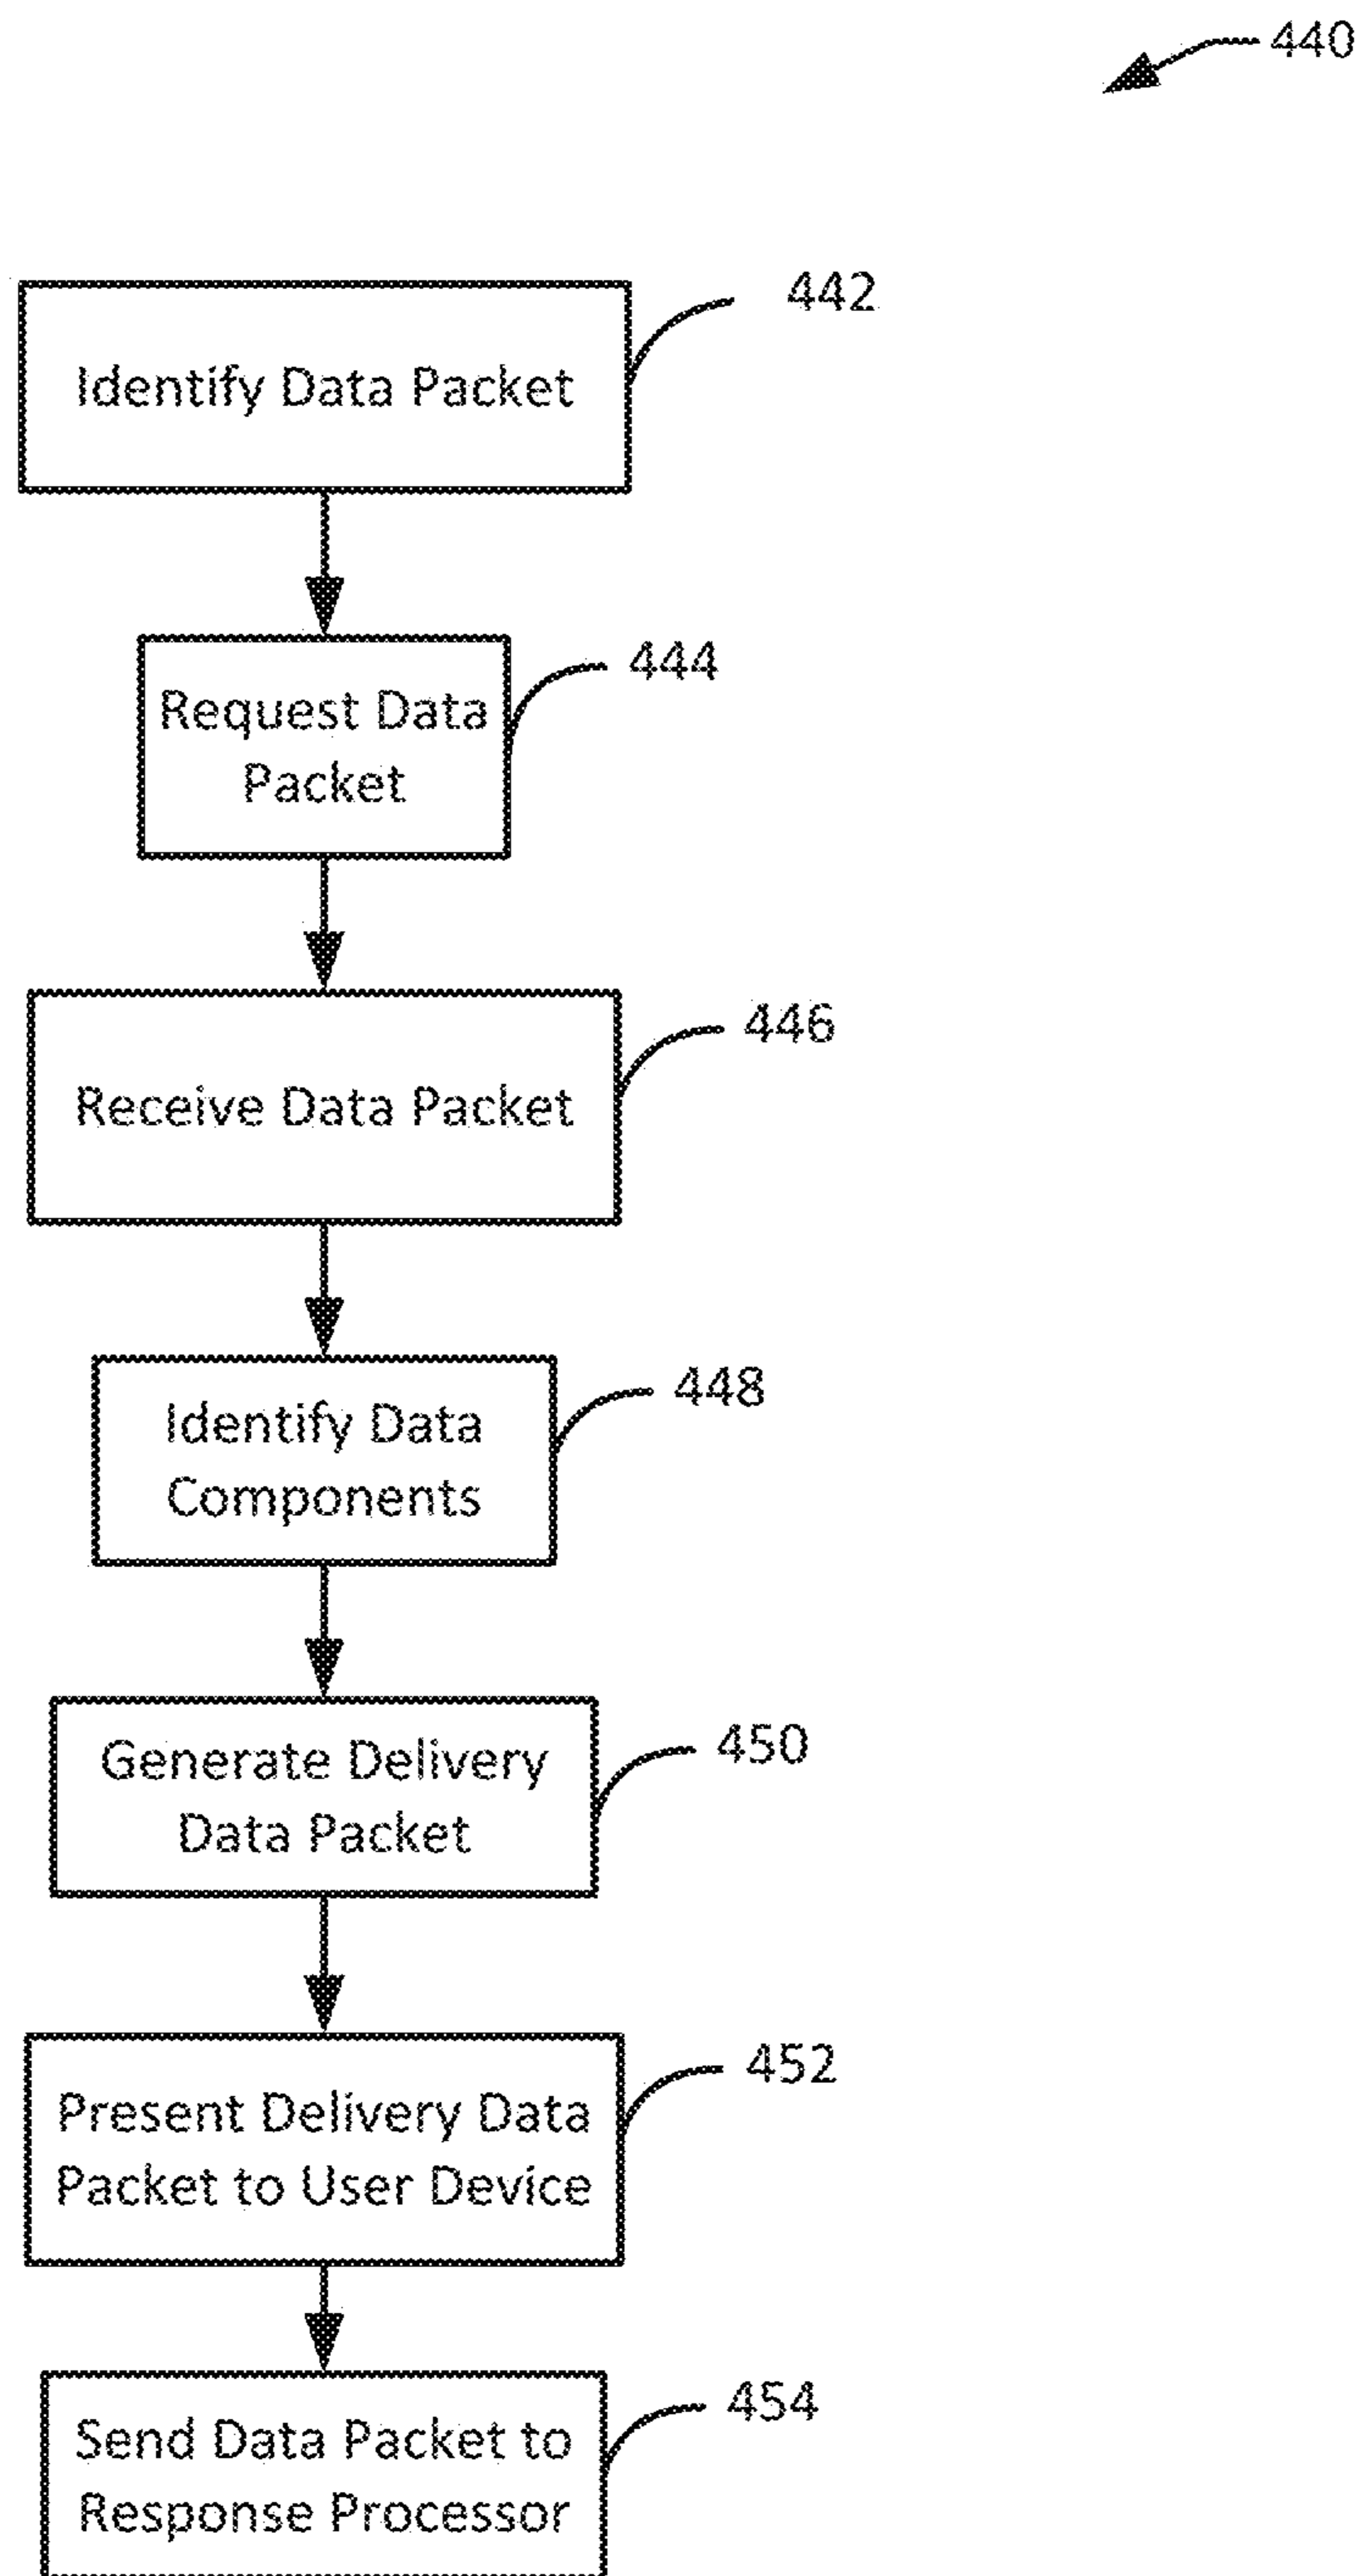 440
442
Identify Data Packet
444
Request Data
Packet
446
Receive Data Packet
448
Identify Data
Components
450
Generate Delivery
Data Packet
452
Present Delivery Data
Packet to User Device
454
Send Data Packet to
Response Processor